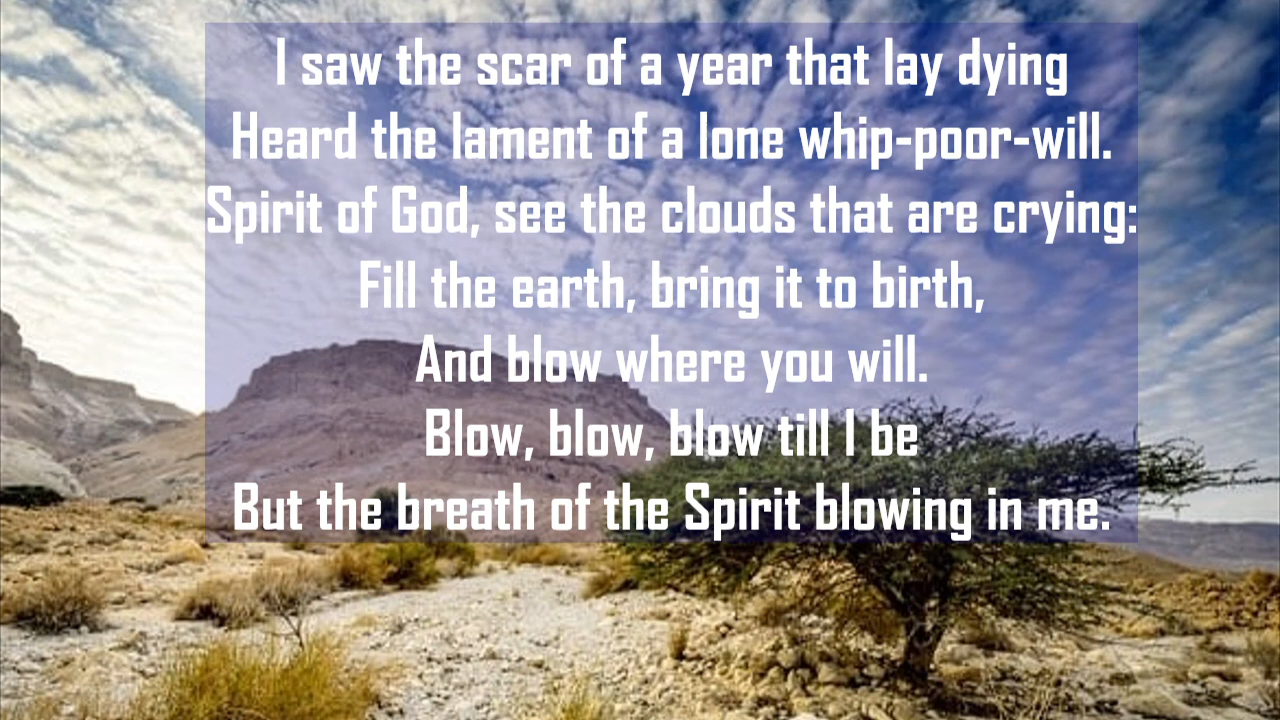 I saw the scar of a year that lay dying
Heard the lament of a lone whip-poor-will.
Spirit of God, see the clouds that are crying:
Fill the earth, bring it to birth,
And blow where you will.
Blow, blow, blow till I be
But the breath of the Spirit blowing in me.